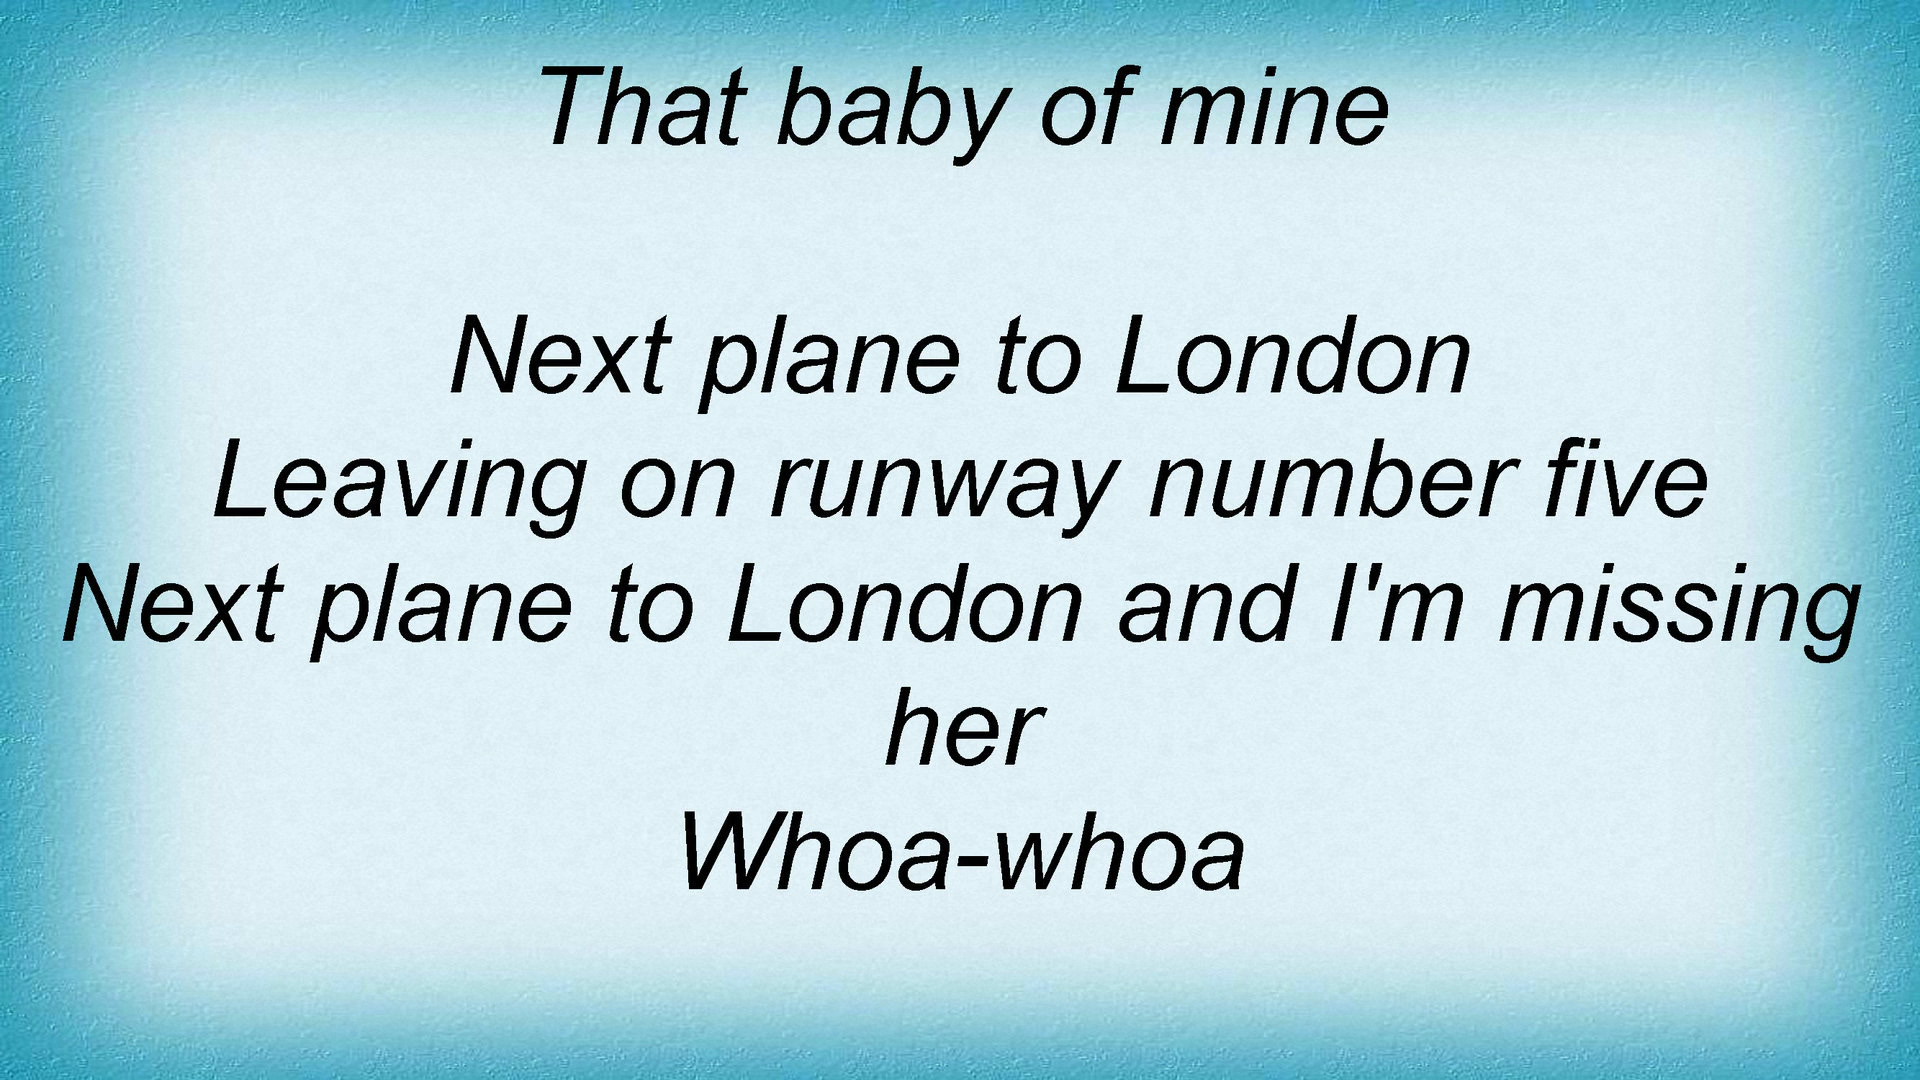 That baby of mine
Next plane to London
Leaving on runway number five
Next plane to London and I'm missing
her
Whoa-whoa